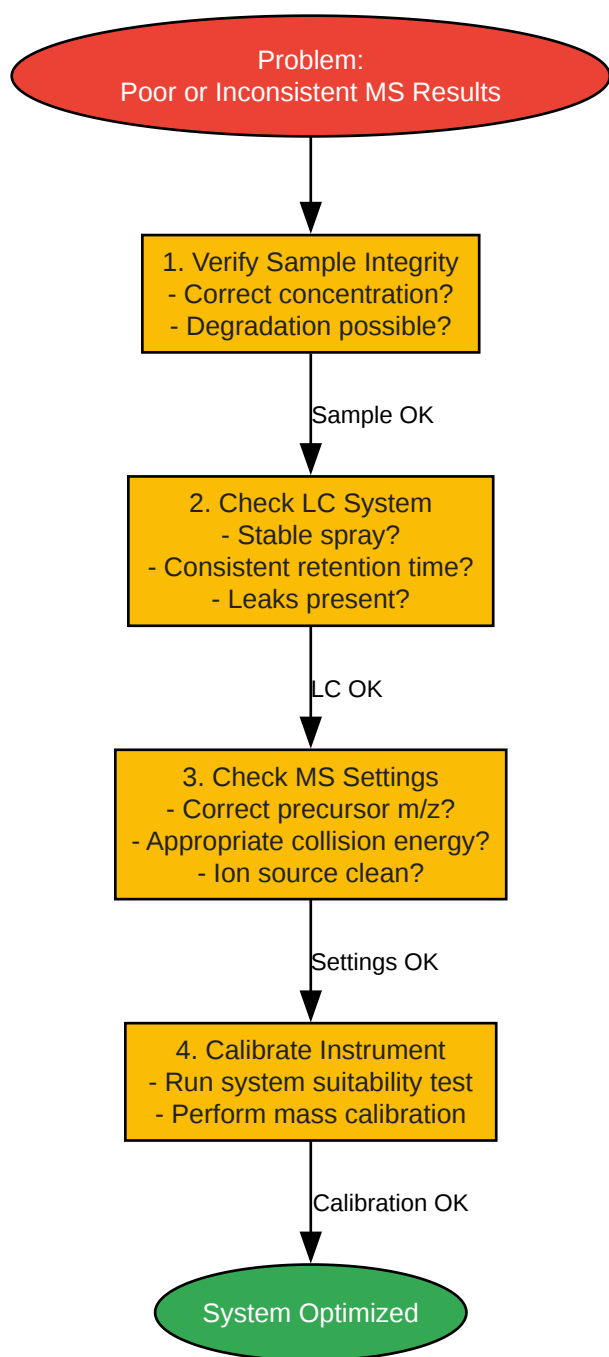 Problem:
Poor or Inconsistent MS Results
1. Verify Sample Integrity
- Correct concentration?
- Degradation possible?
Sample OK
2. Check LC System
- Stable spray?
- Consistent retention time?
- Leaks present?
LC OK
3. Check MS Settings
- Correct precursor m/z?
- Appropriate collision energy?
- Ion source clean?
Settings OK
4. Calibrate Instrument
- Run system suitability test
- Perform mass calibration
Calibration OK
System Optimized